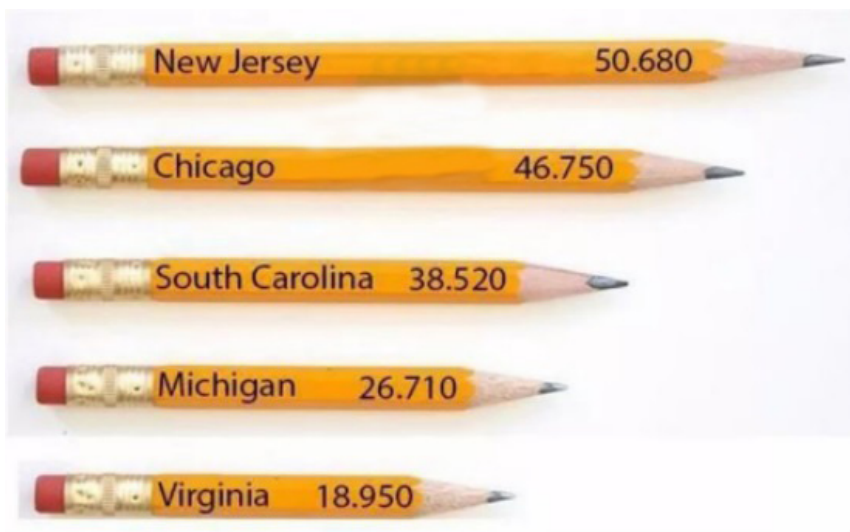 New Jersey 50.680
Chicago 46.750
South Carolina 38.520
Michigan 26.710
Virginia 18.950